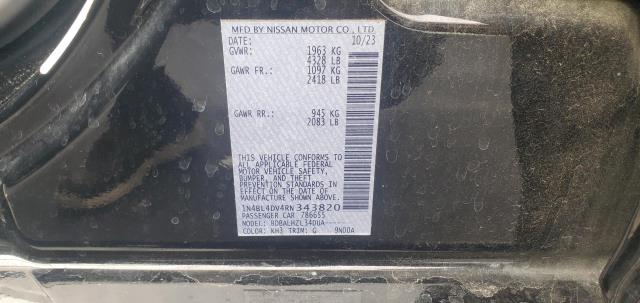 MFD BY NISSAN MOTOR CO., LTD.
DATE: 10/23
GVWR: 1963 KG
4328 LB
GAWR FR.: 1097 KG
2418 LB
GAWR RR.: 945 KG
2083 LB
THIS VEHICLE CONFORMS TO
ALL APPLICABLE FEDERAL
MOTOR VEHICLE SAFETY,
BUMPER, AND THEFT
PREVENTION STANDARDS
IN EFFECT ON THE DATE OF
MANUFACTURE SHOWN ABOVE.
1N4BL4DV4RN343820
PASSENGER CAR 786655
MODEL: BDBALHZL34DUA-----
COLOR: KH3 TRIM: G 9N00A